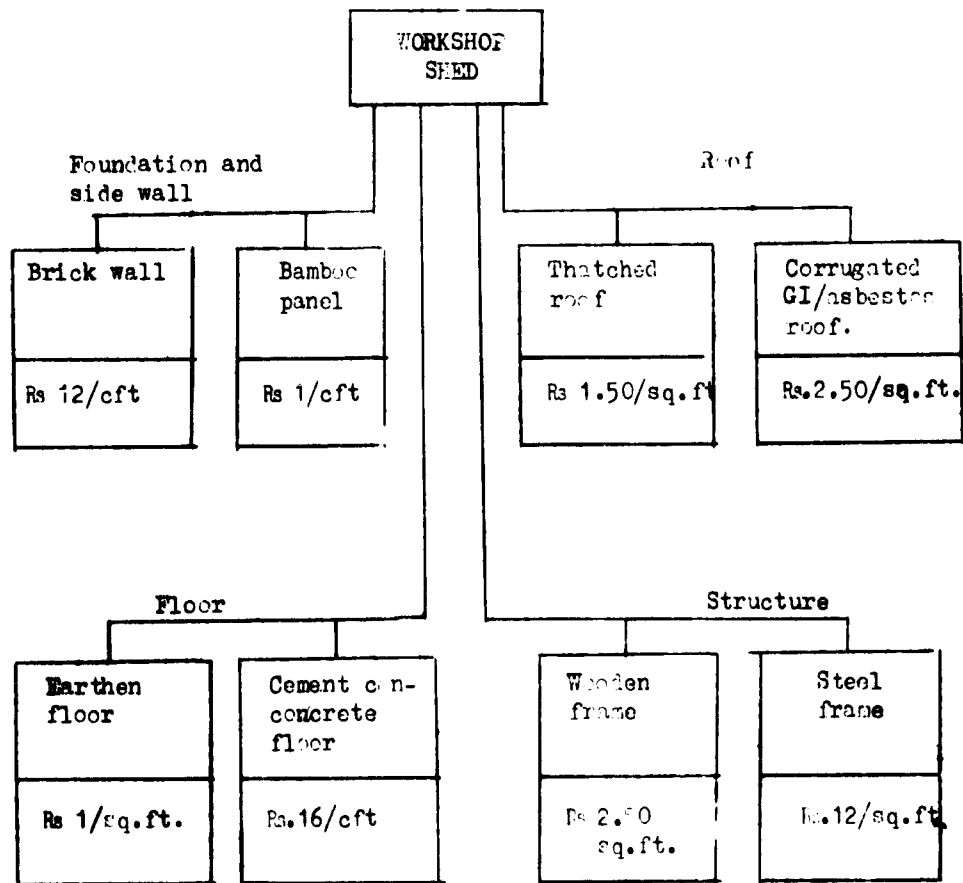 WORKSHOP
SHED
Foundation and
side wall
Roof
Brick wall
Bamboo
panel
Thatched
roof
Corrugated
GI/asbestos
roof.
Rs 12/cft
Rs 1/cft
Rs 1.50/sq.ft
Rs.2.50/sq.ft.
Floor
Structure
Earthen
floor
Cement con-
concrete
floor
Wooden
frame
Steel
frame
Rs 1/sq.ft.
Rs.16/cft
Rs
sq.ft.
Rs.12/sq.ft.